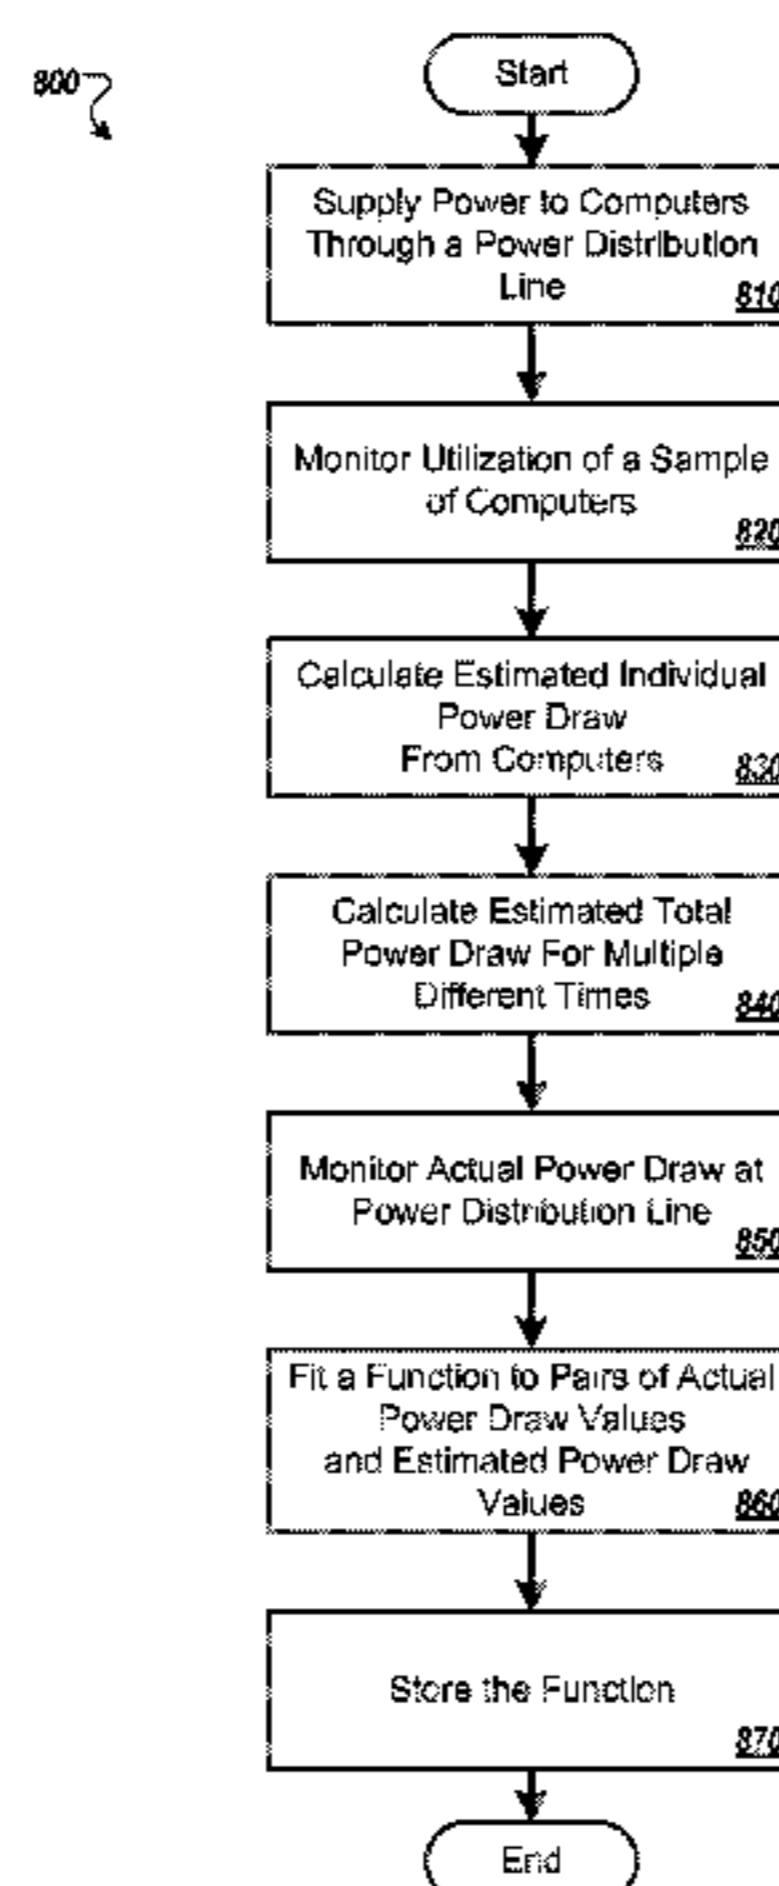 800
Start
Supply Power to Computers
Through a Power Distribution
Line
810
Monitor Utilization of a Sample
of Computers
820
Calculate Estimated Individual
Power Draw
From Computers
830
Calculate Estimated Total
Power Draw For Multiple
Different Times
840
Monitor Actual Power Draw at
Power Distribution Line
850
Fit a Function to Pairs of Actual
Power Draw Values
and Estimated Power Draw
Values
860
Store the Function
870
End